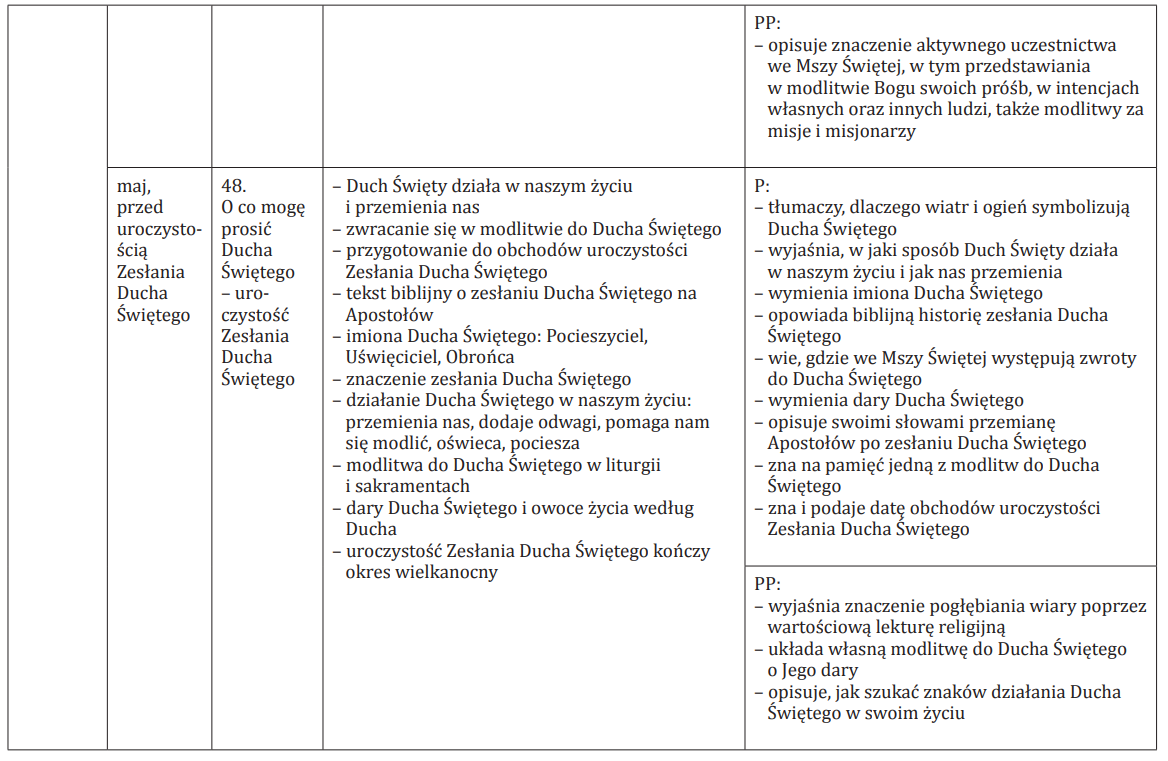 PP:
– opisuje znaczenie aktywnego uczestnictwa
we Mszy Świętej, w tym przedstawiania
w modlitwie Bogu swoich próśb, w intencjach
własnych oraz innych ludzi, także modlitwy za
misje i misjonarzy
maj,
przed
uroczysto-
ścią
Zesłania
Ducha
Świętego
48.
O co mogę
prosić
Ducha
Świętego
– uro-
czystość
Zesłania
Ducha
Świętego
– Duch Święty działa w naszym życiu
i przemienia nas
– zwracanie się w modlitwie do Ducha Świętego
– przygotowanie do obchodów uroczystości
Zesłania Ducha Świętego
– tekst biblijny o zesłaniu Ducha Świętego na
Apostołów
– imiona Ducha Świętego: Pocieszyciel,
Uświęciciel, Obrońca
– znaczenie zesłania Ducha Świętego
– działanie Ducha Świętego w naszym życiu:
przemienia nas, dodaje odwagi, pomaga nam
się modlić, oświeca, pociesza
– modlitwa do Ducha Świętego w liturgii
i sakramentach
– dary Ducha Świętego i owoce życia według
Ducha
– uroczystość Zesłania Ducha Świętego kończy
okres wielkanocny
P:
– tłumaczy, dlaczego wiatr i ogień symbolizują
Ducha Świętego
– wyjaśnia, w jaki sposób Duch Święty działa
w naszym życiu i jak nas przemienia
– wymienia imiona Ducha Świętego
– opowiada biblijną historię zesłania Ducha
Świętego
– wie, gdzie we Mszy Świętej występują zwroty
do Ducha Świętego
– wymienia dary Ducha Świętego
– opisuje swoimi słowami przemianę
Apostołów po zesłaniu Ducha Świętego
– zna na pamięć jedną z modlitw do Ducha
Świętego
– zna i podaje datę obchodów uroczystości
Zesłania Ducha Świętego
PP:
– wyjaśnia znaczenie pogłębiania wiary poprzez
wartościową lekturę religijną
– układa własną modlitwę do Ducha Świętego
o Jego dary
– opisuje, jak szukać znaków działania Ducha
Świętego w swoim życiu